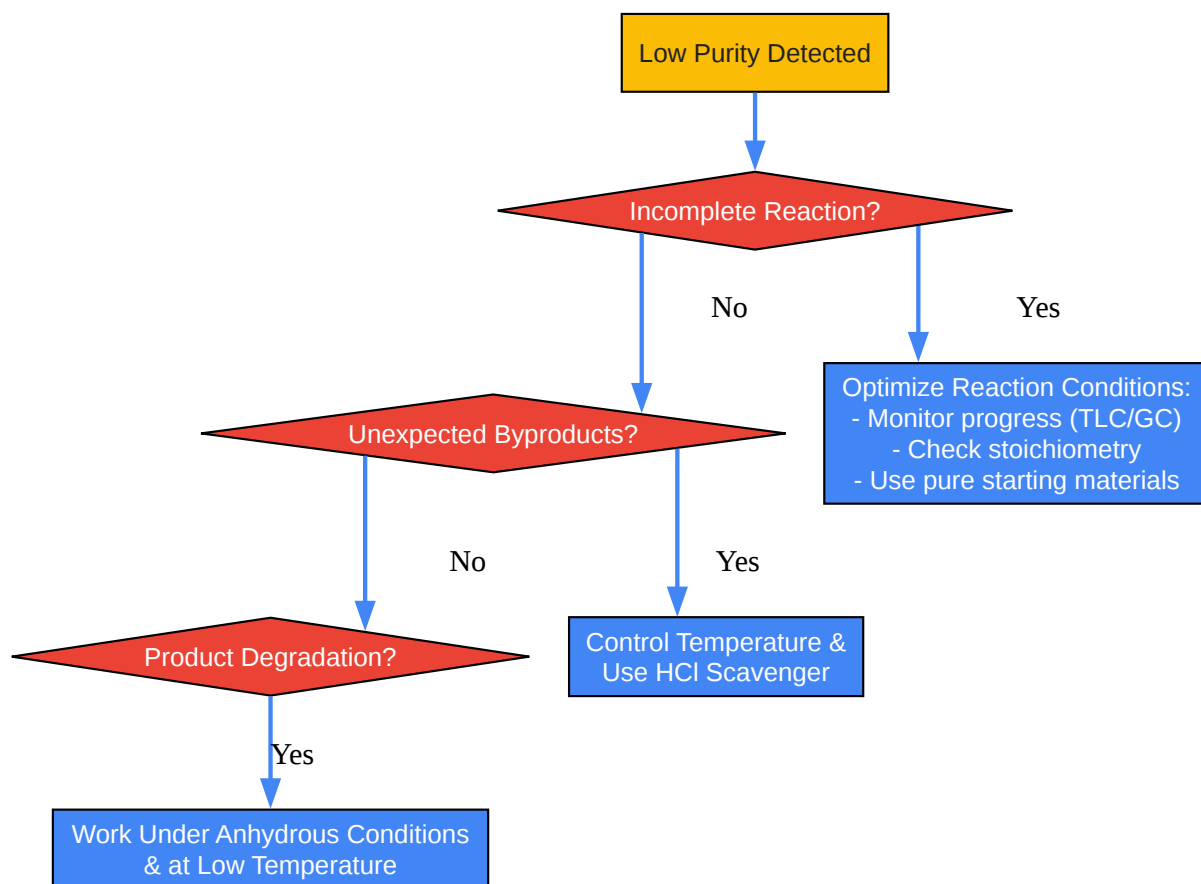 Low Purity Detected
Incomplete Reaction?
No
Yes
Optimize Reaction Conditions:
- Monitor progress (TLC/GC)
- Check stoichiometry
- Use pure starting materials
Unexpected Byproducts?
No
Yes
Control Temperature &
Use HCl Scavenger
Product Degradation?
Yes
Work Under Anhydrous Conditions
& at Low Temperature